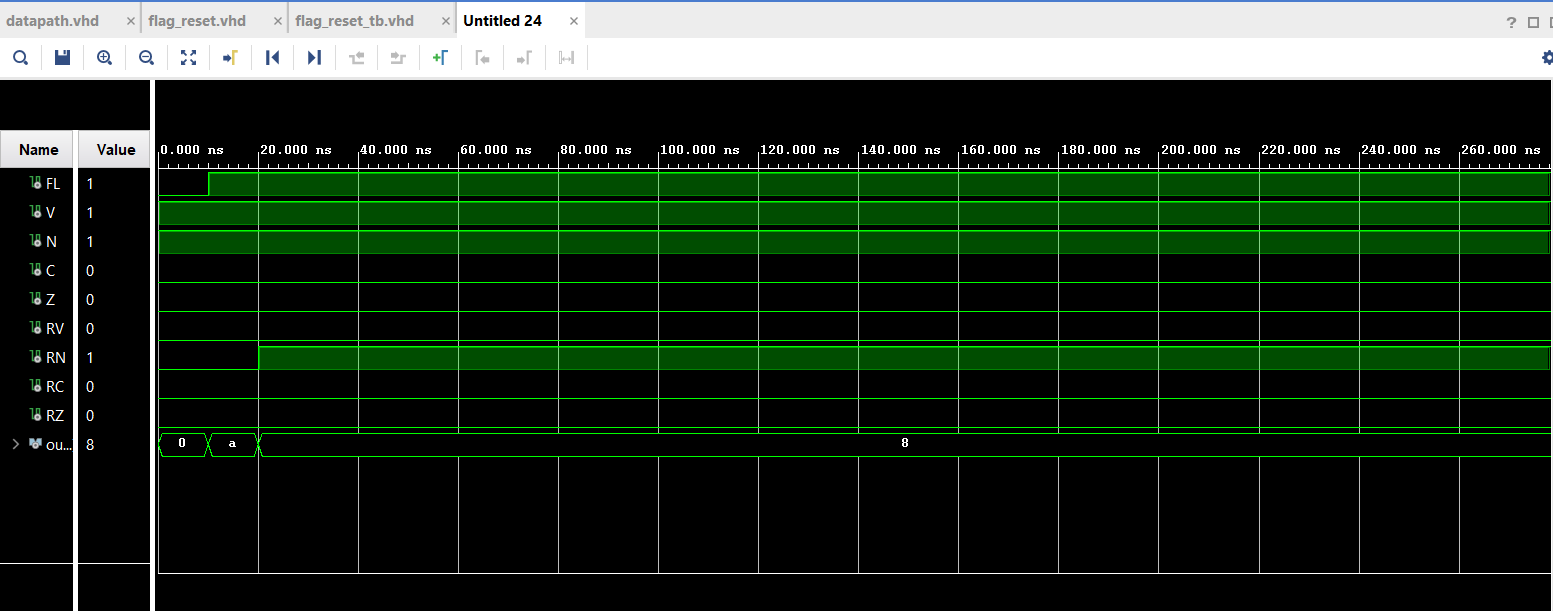 datapath.vhd × flag_reset.vhd × flag_reset_tb.vhd × Untitled 24 ×
?
Name Value
0.000 ns 20.000 ns 40.000 ns 60.000 ns 80.000 ns 100.000 ns 120.000 ns 140.000 ns 160.000 ns 180.000 ns 200.000 ns 220.000 ns 240.000 ns 260.000 ns
FL 1
V 1
N 1
C 0
Z 0
RV 0
RN 1
RC 0
RZ 0
ou... 8 0 a 8